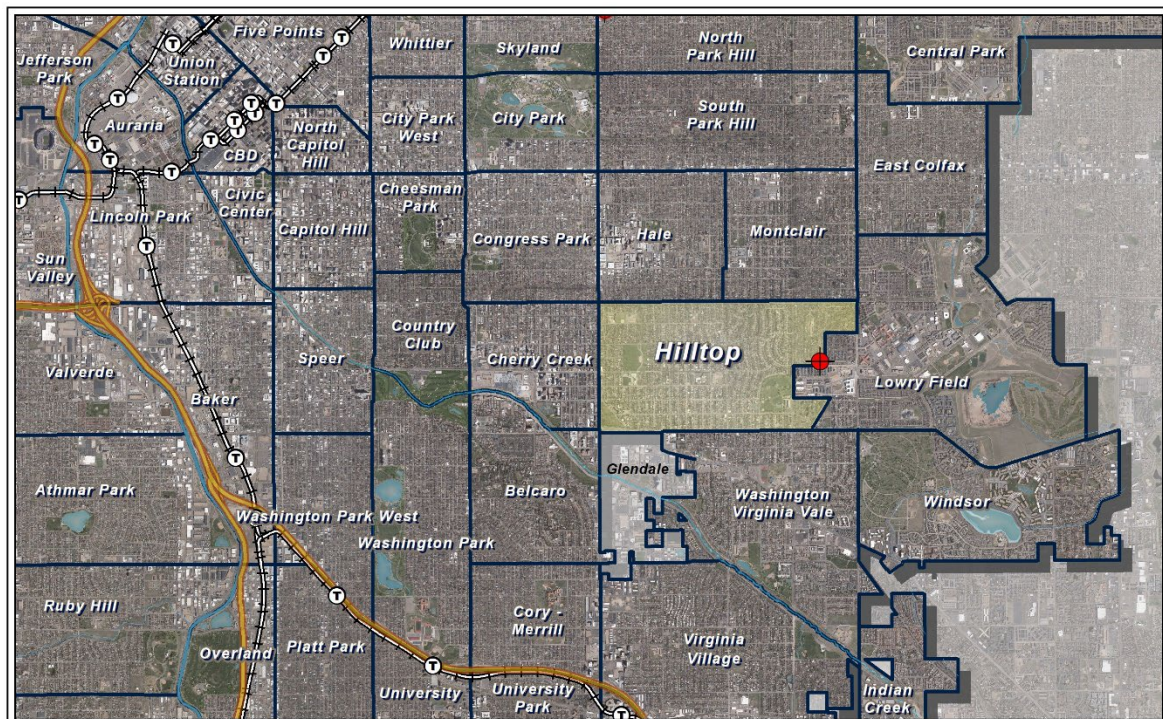 Five Points
Whittler
Skyland
North
Park Hill
Central Park
Jefferson
Park
Union
Station
T
T
T
T
Auraria
T
T
T
T
T
T
T
T
CBD
North
Capitol
Hill
City Park
West
City Park
South
Park Hill
East Colfax
T
Lincoln Park
Civic
Center
Capitol Hill
Cheesman
Park
Congress Park
Hale
Montclair
T
Sun
Valley
Valverde
Baker
Speer
Country
Club
Cherry Creek
Hilltop
Lowry Field
T
Athmar Park
Washington Park West
Washington Park
Belcaro
Glendale
Washington
Virginia Vale
Windsor
T
Ruby Hill
Overland
Platt Park
Cory -
Merrill
Virginia
Village
T
University
University
Park
T
Indian
Creek